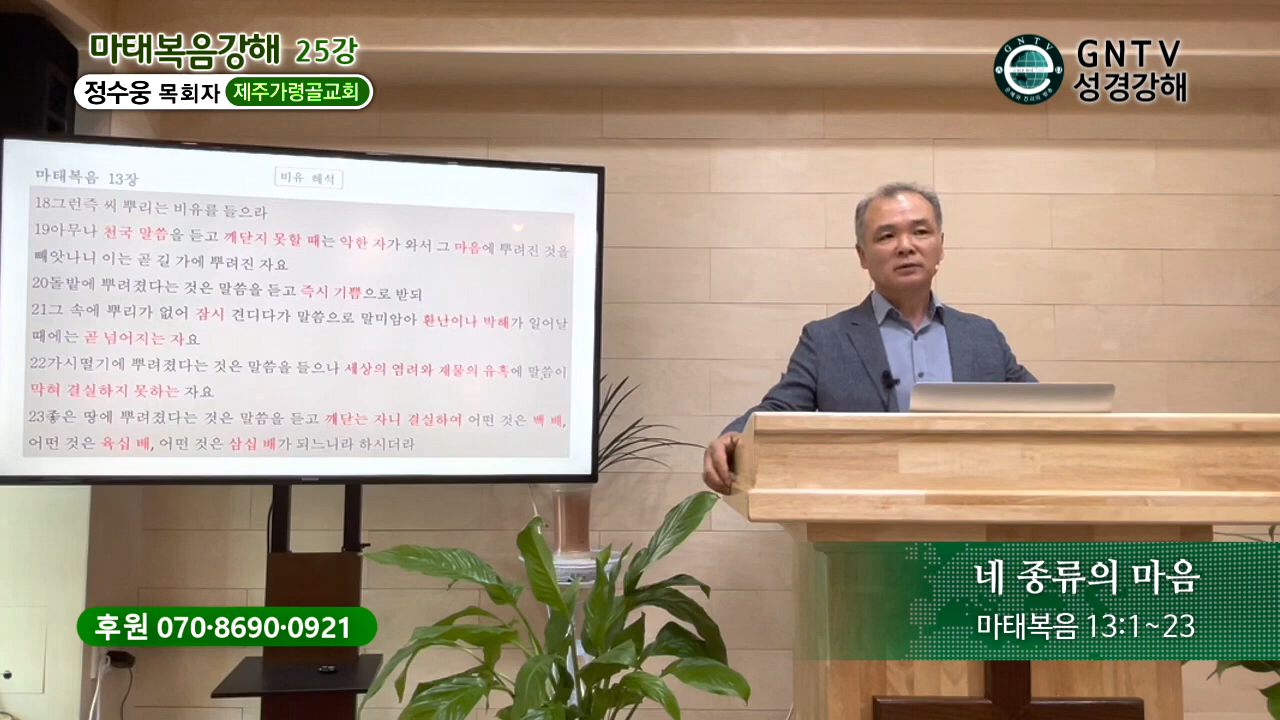 마태복음강해 25강
정수웅 목회자 제주가령골교회
GNTV
성경강해
마태복음 13장
비유 해석
18그런즉 씨 뿌리는 비유를 들으라
19아무나 천국 말씀을 듣고 깨닫지 못할 때는 악한 자가 와서 그 마음에 뿌려진 것을
빼앗나니 이는 곧 길 가에 뿌려진 자요
20돌밭에 뿌려졌다는 것은 말씀을 듣고 즉시 기쁨으로 받되
21그 속에 뿌리가 없어 잠시 견디다가 말씀으로 말미암아 환난이나 박해가 일어날
때에는 곧 넘어지는 자요
22가시떨기에 뿌려졌다는 것은 말씀을 들으나 세상의 염려와 재물의 유혹에 말씀이
막혀 결실하지 못하는 자요
23좋은 땅에 뿌려졌다는 것은 말씀을 듣고 깨닫는 자니 결실하여 어떤 것은 백 배,
어떤 것은 육십 배, 어떤 것은 삼십 배가 되느니라 하시더라
네 종류의 마음
마태복음 13:1~23
후원 070·8690·0921